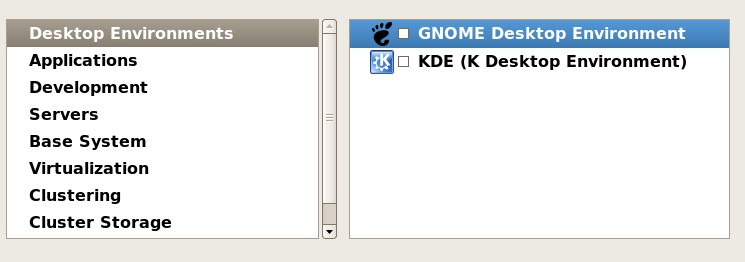 Desktop Environments
Applications
Development
Servers
Base System
Virtualization
Clustering
Cluster Storage
GNOME Desktop Environment
KDE (K Desktop Environment)